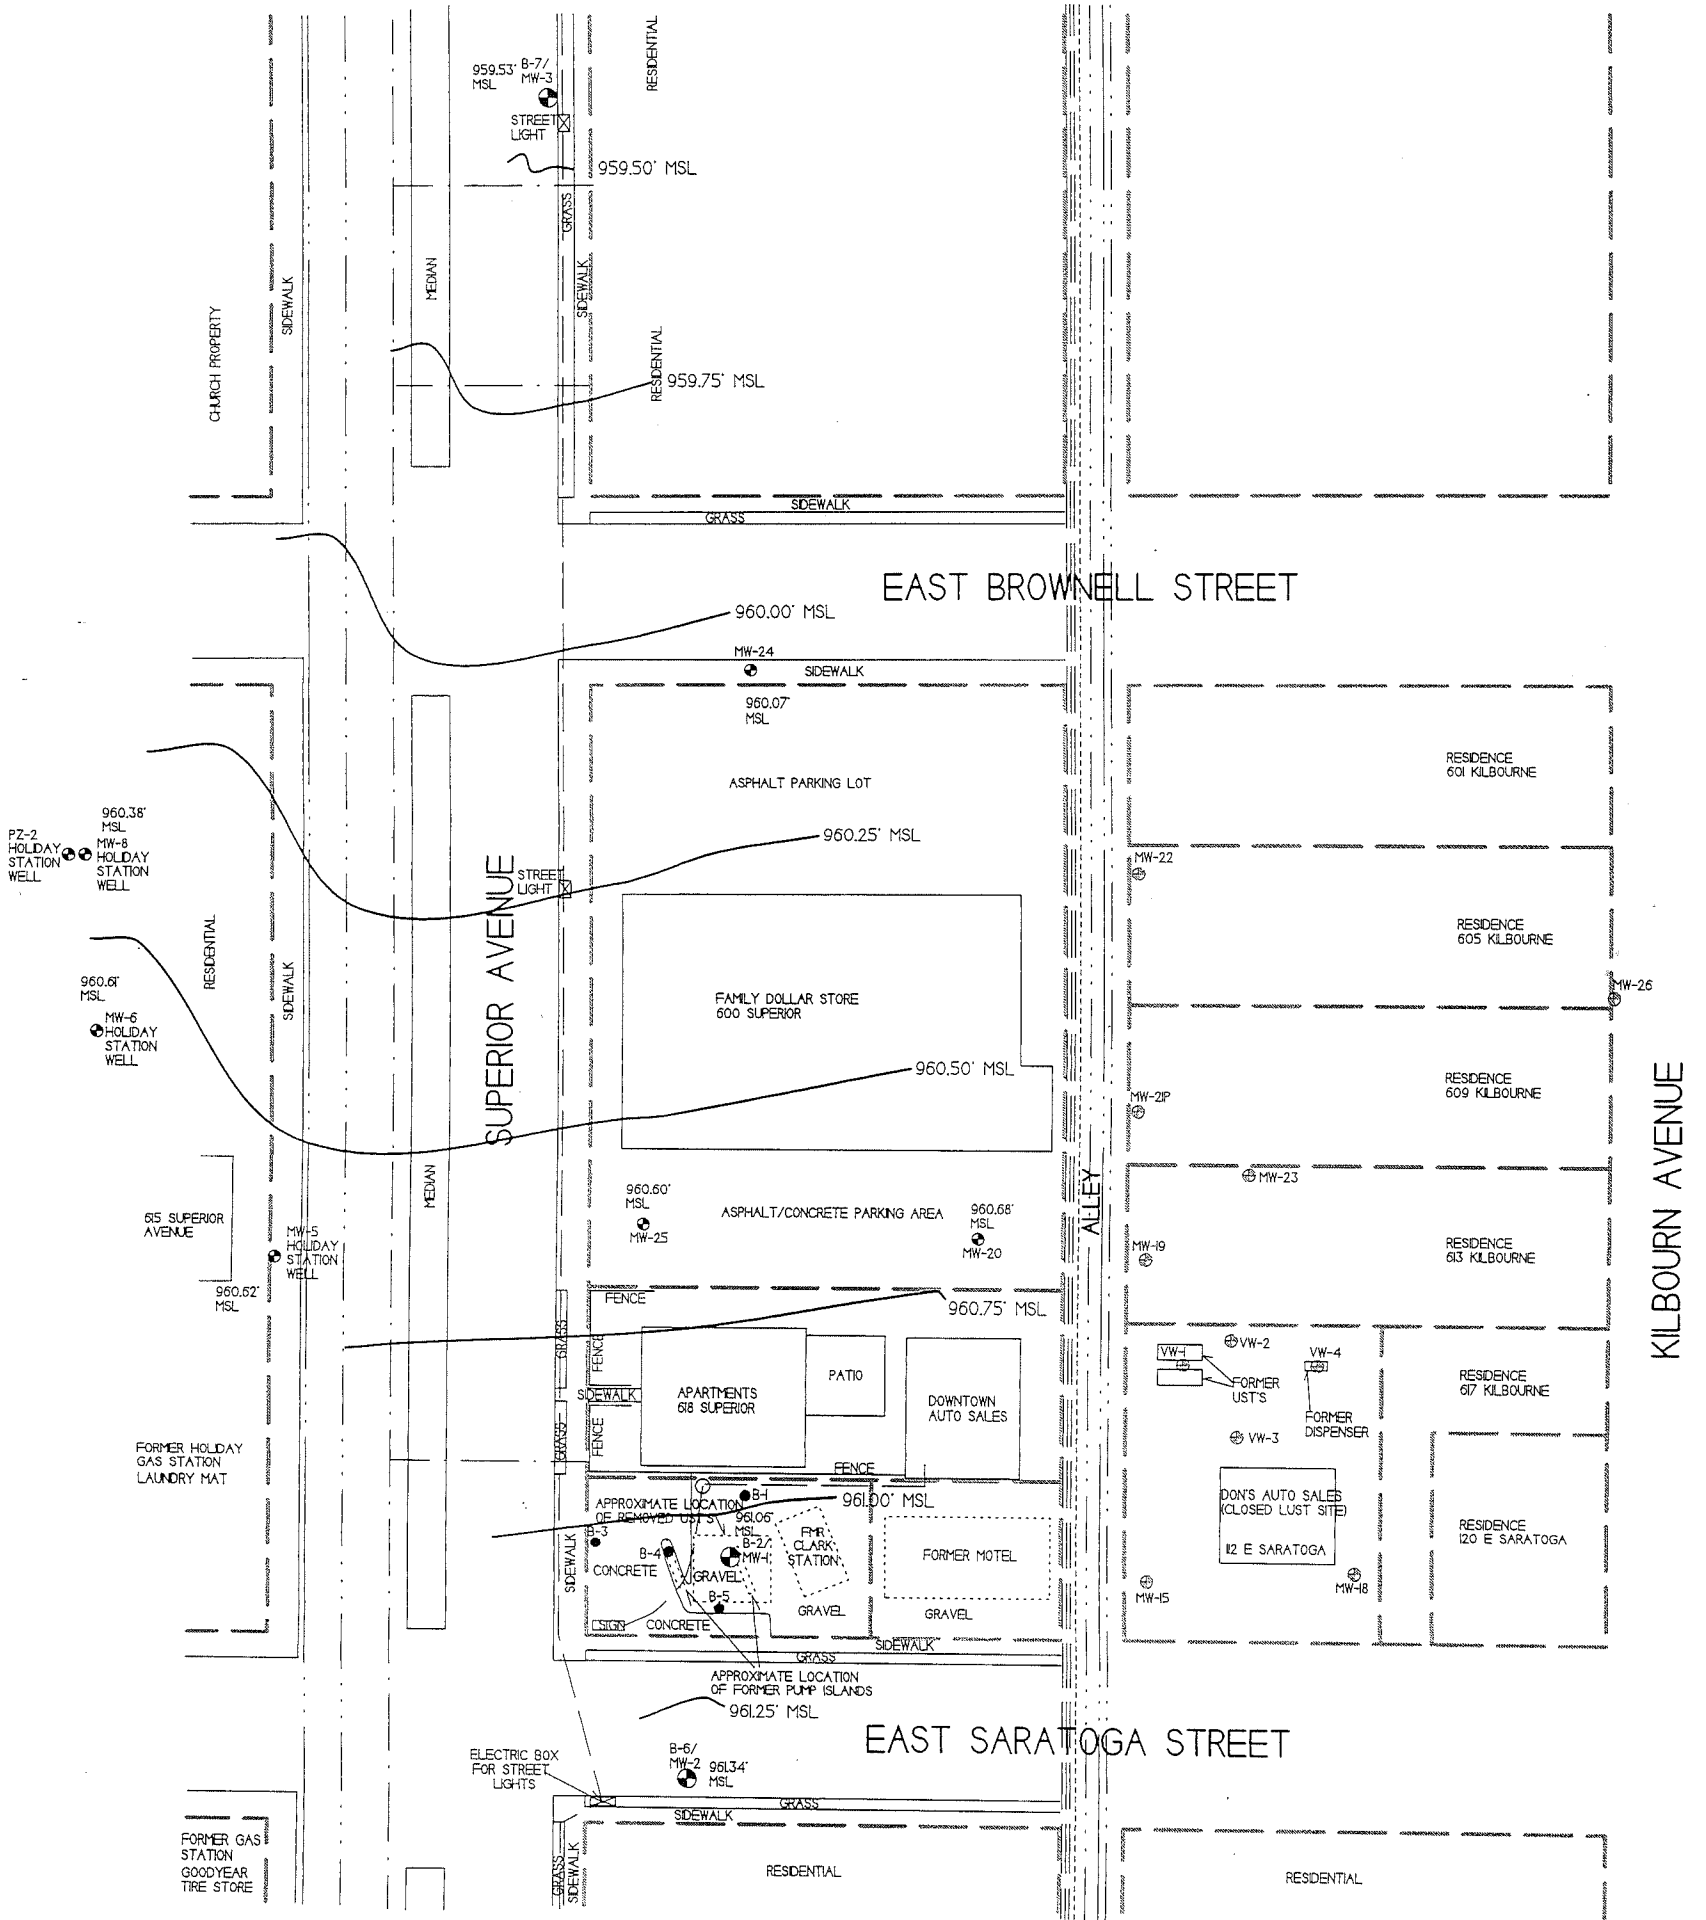 RESIDENTIAL
959.53' B-7/
MSL MW-3
STREET
LIGHT
959.50' MSL
GRASS
SIDEWALK
MEDIAN
SIDEWALK
CHURCH PROPERTY
RESIDENTIAL
959.75' MSL
SIDEWALK
GRASS
EAST BROWNELL STREET
960.00' MSL
MW-24
SIDEWALK
960.07'
MSL
ASPHALT PARKING LOT
RESIDENCE
601 KILBOURNE
960.38'
MSL
PZ-2
HOLIDAY
STATION
WELL
MW-8
HOLIDAY
STATION
WELL
960.25' MSL
MW-22
STREET
LIGHT
SUPERIOR AVENUE
RESIDENTIAL
SIDEWALK
RESIDENCE
605 KILBOURNE
960.61'
MSL
MW-6
HOLIDAY
STATION
WELL
FAMILY DOLLAR STORE
600 SUPERIOR
MW-26
960.50' MSL
RESIDENCE
609 KILBOURNE
MW-21P
KILBOURN AVENUE
MEDIAN
ALLEY
MW-23
960.60'
MSL
MW-25
ASPHALT/CONCRETE PARKING AREA
960.68'
MSL
MW-20
615 SUPERIOR
AVENUE
MW-5
HOLIDAY
STATION
WELL
960.62'
MSL
MW-19
RESIDENCE
613 KILBOURNE
FENCE
960.75' MSL
GRASS
FENCE
SIDEWALK
APARTMENTS
618 SUPERIOR
PATIO
DOWNTOWN
AUTO SALES
VW-1
VW-2
VW-4
FORMER
UST'S
FORMER
DISPENSER
VW-3
RESIDENCE
617 KILBOURNE
GRASS
FENCE
FORMER HOLIDAY
GAS STATION
LAUNDRY MAT
FENCE
B-1
961.00' MSL
APPROXIMATE LOCATION
OF REMOVED UST'S
961.06'
MSL
B-3
B-4
B-2/
MW-1
FMR
CLARK
STATION
FORMER MOTEL
DON'S AUTO SALES
(CLOSED LUST SITE)
112 E SARATOGA
RESIDENCE
120 E SARATOGA
SIDEWALK
CONCRETE
GRAVEL
B-5
GRAVEL
GRAVEL
MW-15
MW-18
SIGN
CONCRETE
SIDEWALK
GRASS
APPROXIMATE LOCATION
OF FORMER PUMP ISLANDS
961.25' MSL
EAST SARATOGA STREET
ELECTRIC BOX
FOR STREET
LIGHTS
B-6/
MW-2
961.34'
MSL
GRASS
SIDEWALK
FORMER GAS
STATION
GOODYEAR
TIRE STORE
GRASS
SIDEWALK
RESIDENTIAL
RESIDENTIAL